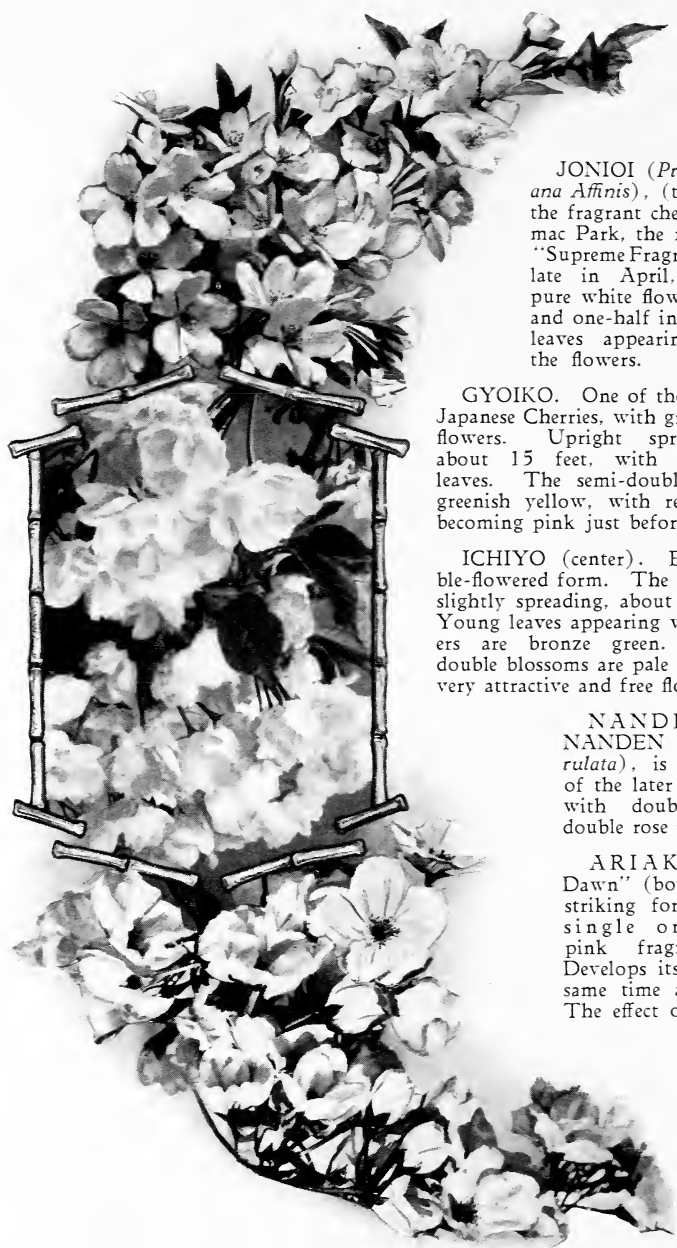 JONIOI (Pr
ana Affinis), (t
the fragrant che
mac Park, the
"Supreme Fragr
late in April,
pure white flow
and one-half in
leaves appearin
the flowers.
GYOIKO. One of the
Japanese Cherries, with g
flowers. Upright spr
about 15 feet, with
leaves. The semi-doubl
greenish yellow, with re
becoming pink just befor
ICHIYO (center). E
ble-flowered form. The
slightly spreading, about
Young leaves appearing
ers are bronze green.
double blossoms are pale
very attractive and free flo
NANDE
NANDEN
rulata), is
of the later
with doub
double rose
ARIAK
Dawn" (bo
striking for
single or
pink frag
Develops its
same time a
The effect o